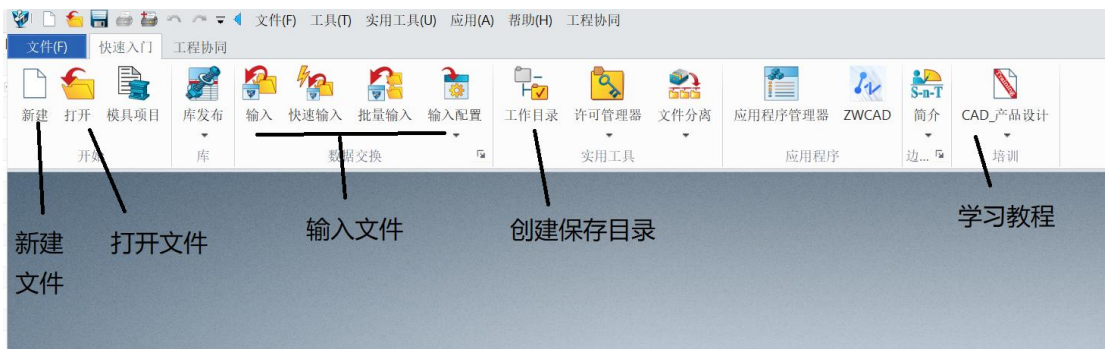 文件(F) 工具(T) 实用工具(U) 应用(A) 帮助(H) 工程协同
文件(F) 快速入门 工程协同
新建 打开 模具项目 库发布 输入 快速输入 批量输入 输入配置 工作目录 许可管理器 文件分离 应用程序管理器 ZWCAD 简介 CAD_产品设计
S-n-T
开始 库 数据交换 实用工具 应用程序 边... 培训
新建
文件
打开文件
输入文件
创建保存目录
学习教程